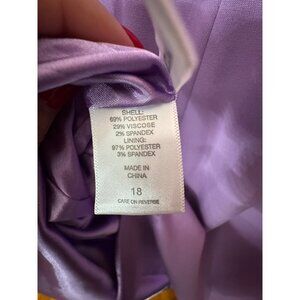 SHELL:
69% POLYESTER
29% VISCOSE
2% SPANDEX
LINING:
97% POLYESTER
3% SPANDEX
MADE IN
CHINA
18
CARE ON REVERSE